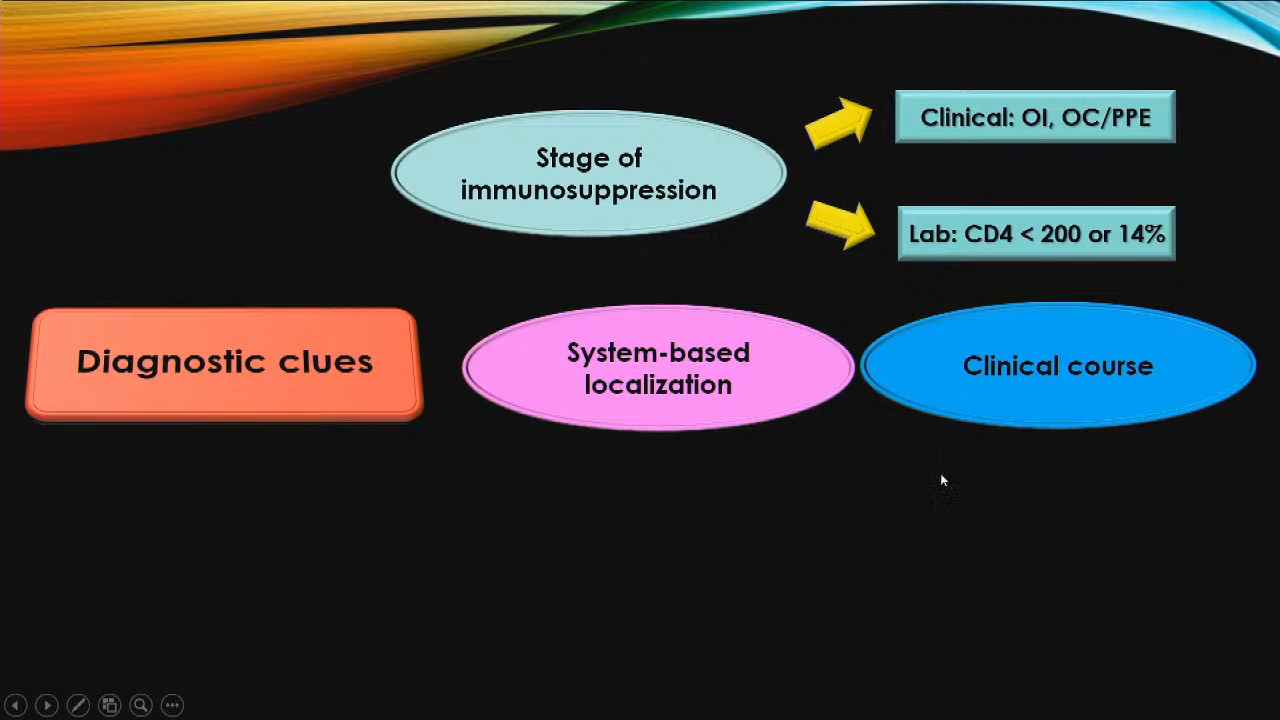 Stage of
immunosuppression
Clinical: OI, OC/PPE
Lab: CD4 < 200 or 14%
Diagnostic clues
System-based
localization
Clinical course